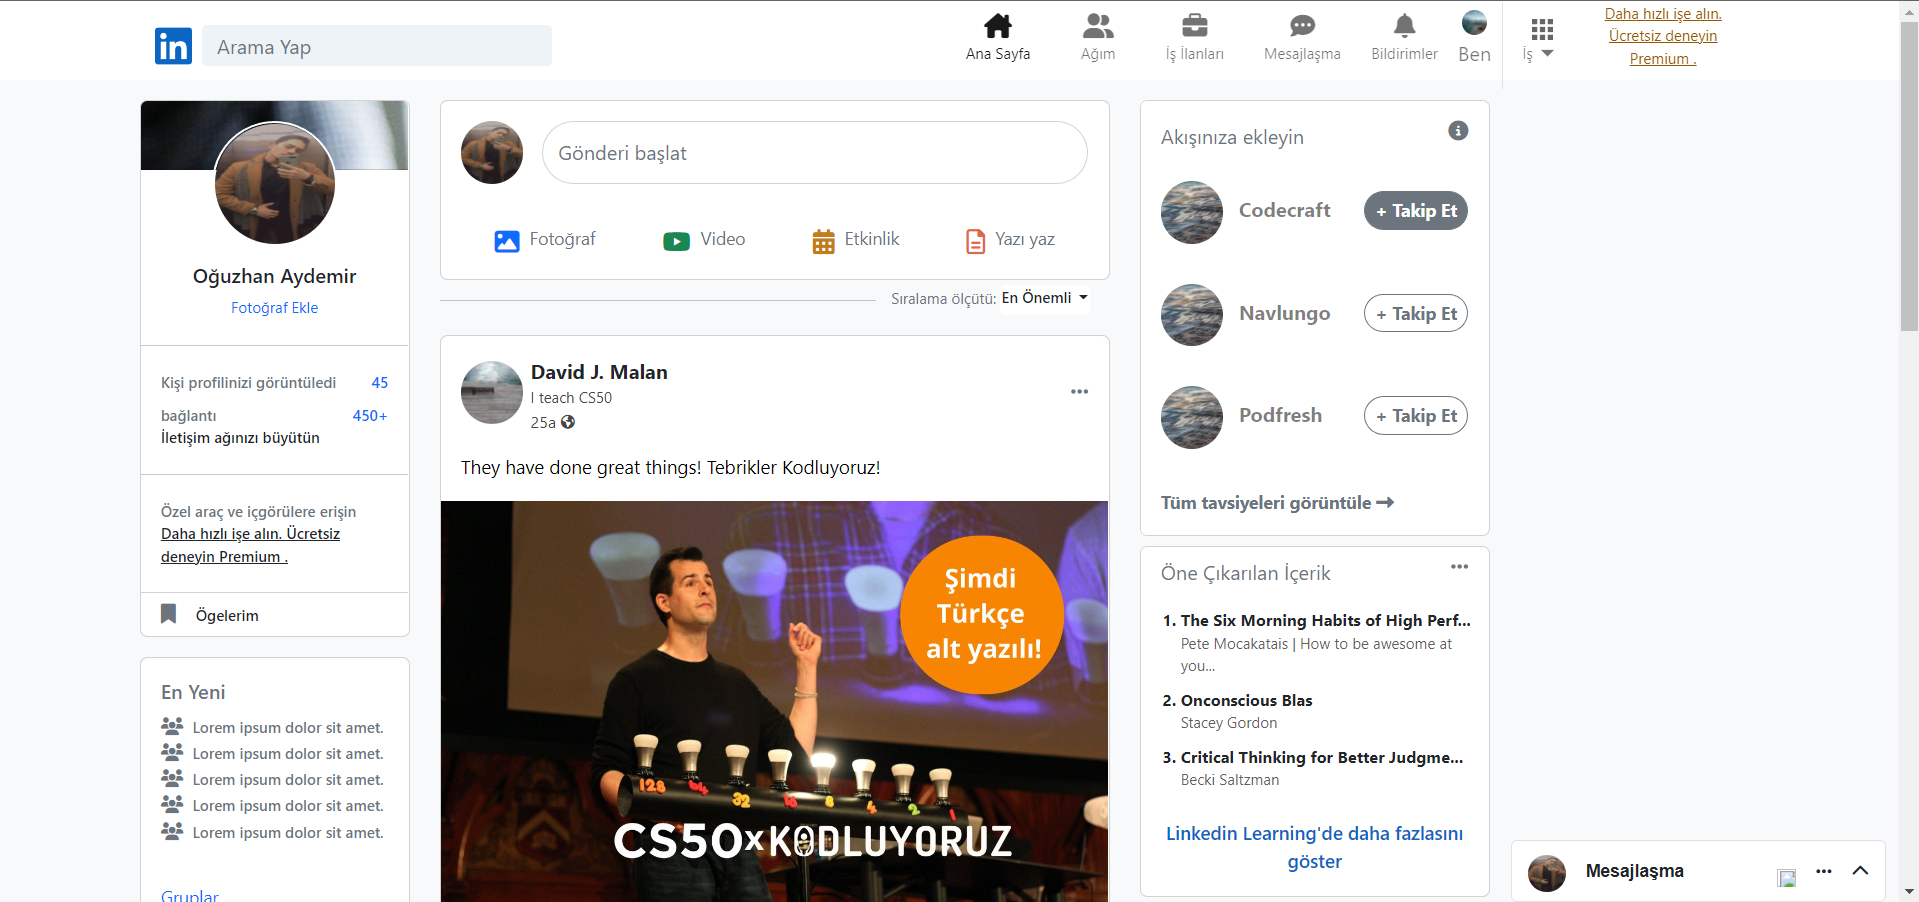 in
Arama Yap
Ana Sayfa
Ağım
İş İlanları
Mesajlaşma
Bildirimler
Ben
İş
Daha hızlı işe alın.
Ücretsiz deneyin
Premium .
Oğuzhan Aydemir
Fotoğraf Ekle
Kişi profilinizi görüntüledi 45
bağlantı 450+
İletişim ağınızı büyütün
Özel araç ve içgörülere erişin
Daha hızlı işe alın. Ücretsiz
deneyin Premium .
Ögelerim
En Yeni
Lorem ipsum dolor sit amet.
Lorem ipsum dolor sit amet.
Lorem ipsum dolor sit amet.
Lorem ipsum dolor sit amet.
Lorem ipsum dolor sit amet.
Gruplar
Gönderi başlat
Fotoğraf
Video
Etkinlik
Yazı yaz
Sıralama ölçütü: En Önemli
David J. Malan
I teach CS50
25a
They have done great things! Tebrikler Kodluyoruz!
Şimdi
Türkçe
alt yazılı!
128 64 32 16 8 4 2 1
CS50xKODLUYORUZ
Akışınıza ekleyin
Codecraft
+ Takip Et
Navlungo
+ Takip Et
Podfresh
+ Takip Et
Tüm tavsiyeleri görüntüle
Öne Çıkarılan İçerik
1. The Six Morning Habits of High Perf...
Pete Mocakatais | How to be awesome at
you...
2. Onconscious Blas
Stacey Gordon
3. Critical Thinking for Better Judgme...
Becki Saltzman
Linkedin Learning'de daha fazlasını
göster
Mesajlaşma